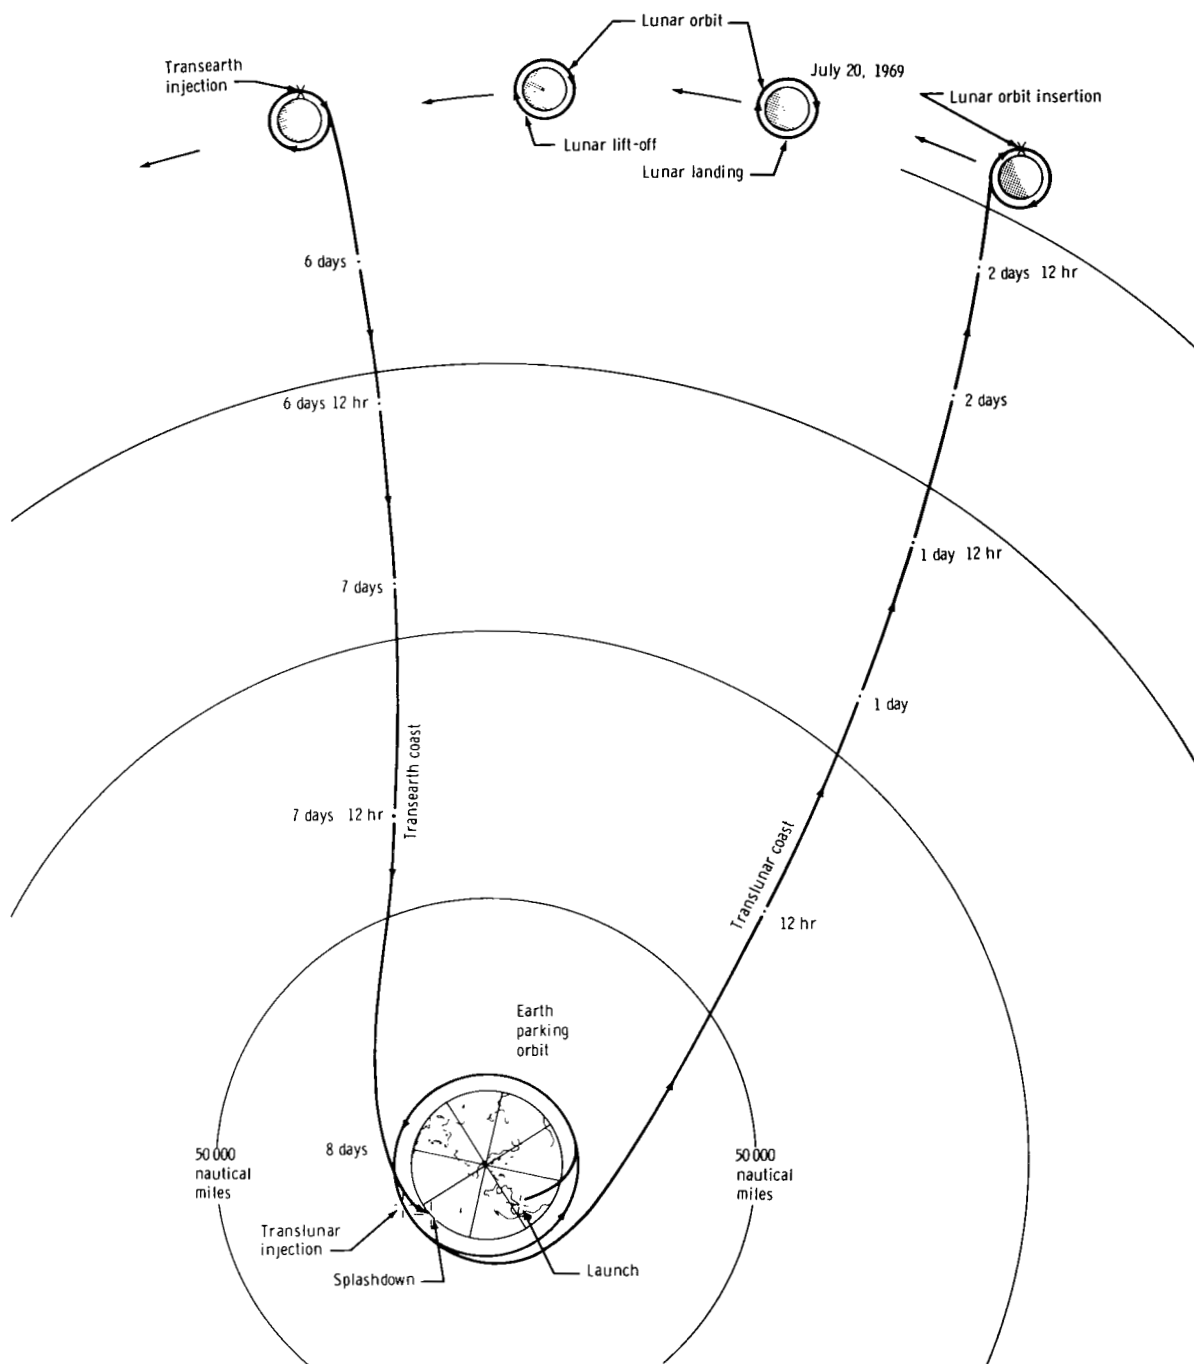 Lunar orbit
Transearth
injection
July 20, 1969
Lunar orbit insertion
Lunar lift-off
Lunar landing
6 days
2 days 12 hr
6 days 12 hr
2 days
1 day 12 hr
7 days
1 day
Transearth coast
7 days 12 hr
Translunar coast
12 hr
Earth
parking
orbit
8 days
50 000
nautical
miles
50 000
nautical
miles
Translunar
injection
Splashdown
Launch